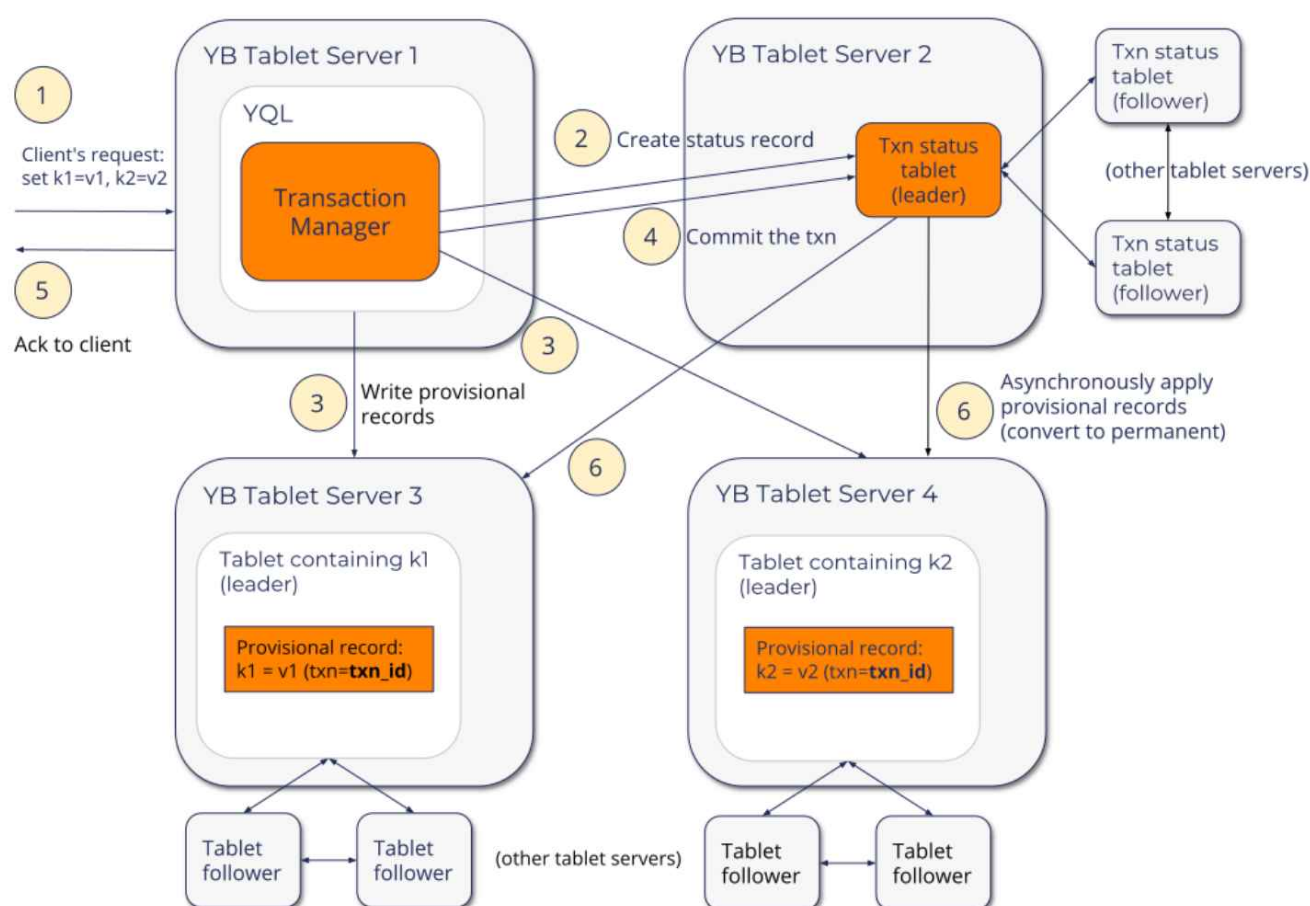 YB Tablet Server 1
YQL
Transaction
Manager
1
Client's request:
set k1=v1, k2=v2
5
Ack to client
2
Create status record
4
Commit the txn
YB Tablet Server 2
Txn status
tablet
(leader)
Txn status
tablet
(follower)
(other tablet servers)
Txn status
tablet
(follower)
3
Write provisional
records
3
6
6
Asynchronously apply
provisional records
(convert to permanent)
YB Tablet Server 3
Tablet containing k1
(leader)
Provisional record:
k1 = v1 (txn=txn_id)
YB Tablet Server 4
Tablet containing k2
(leader)
Provisional record:
k2 = v2 (txn=txn_id)
Tablet
follower
Tablet
follower
(other tablet servers)
Tablet
follower
Tablet
follower